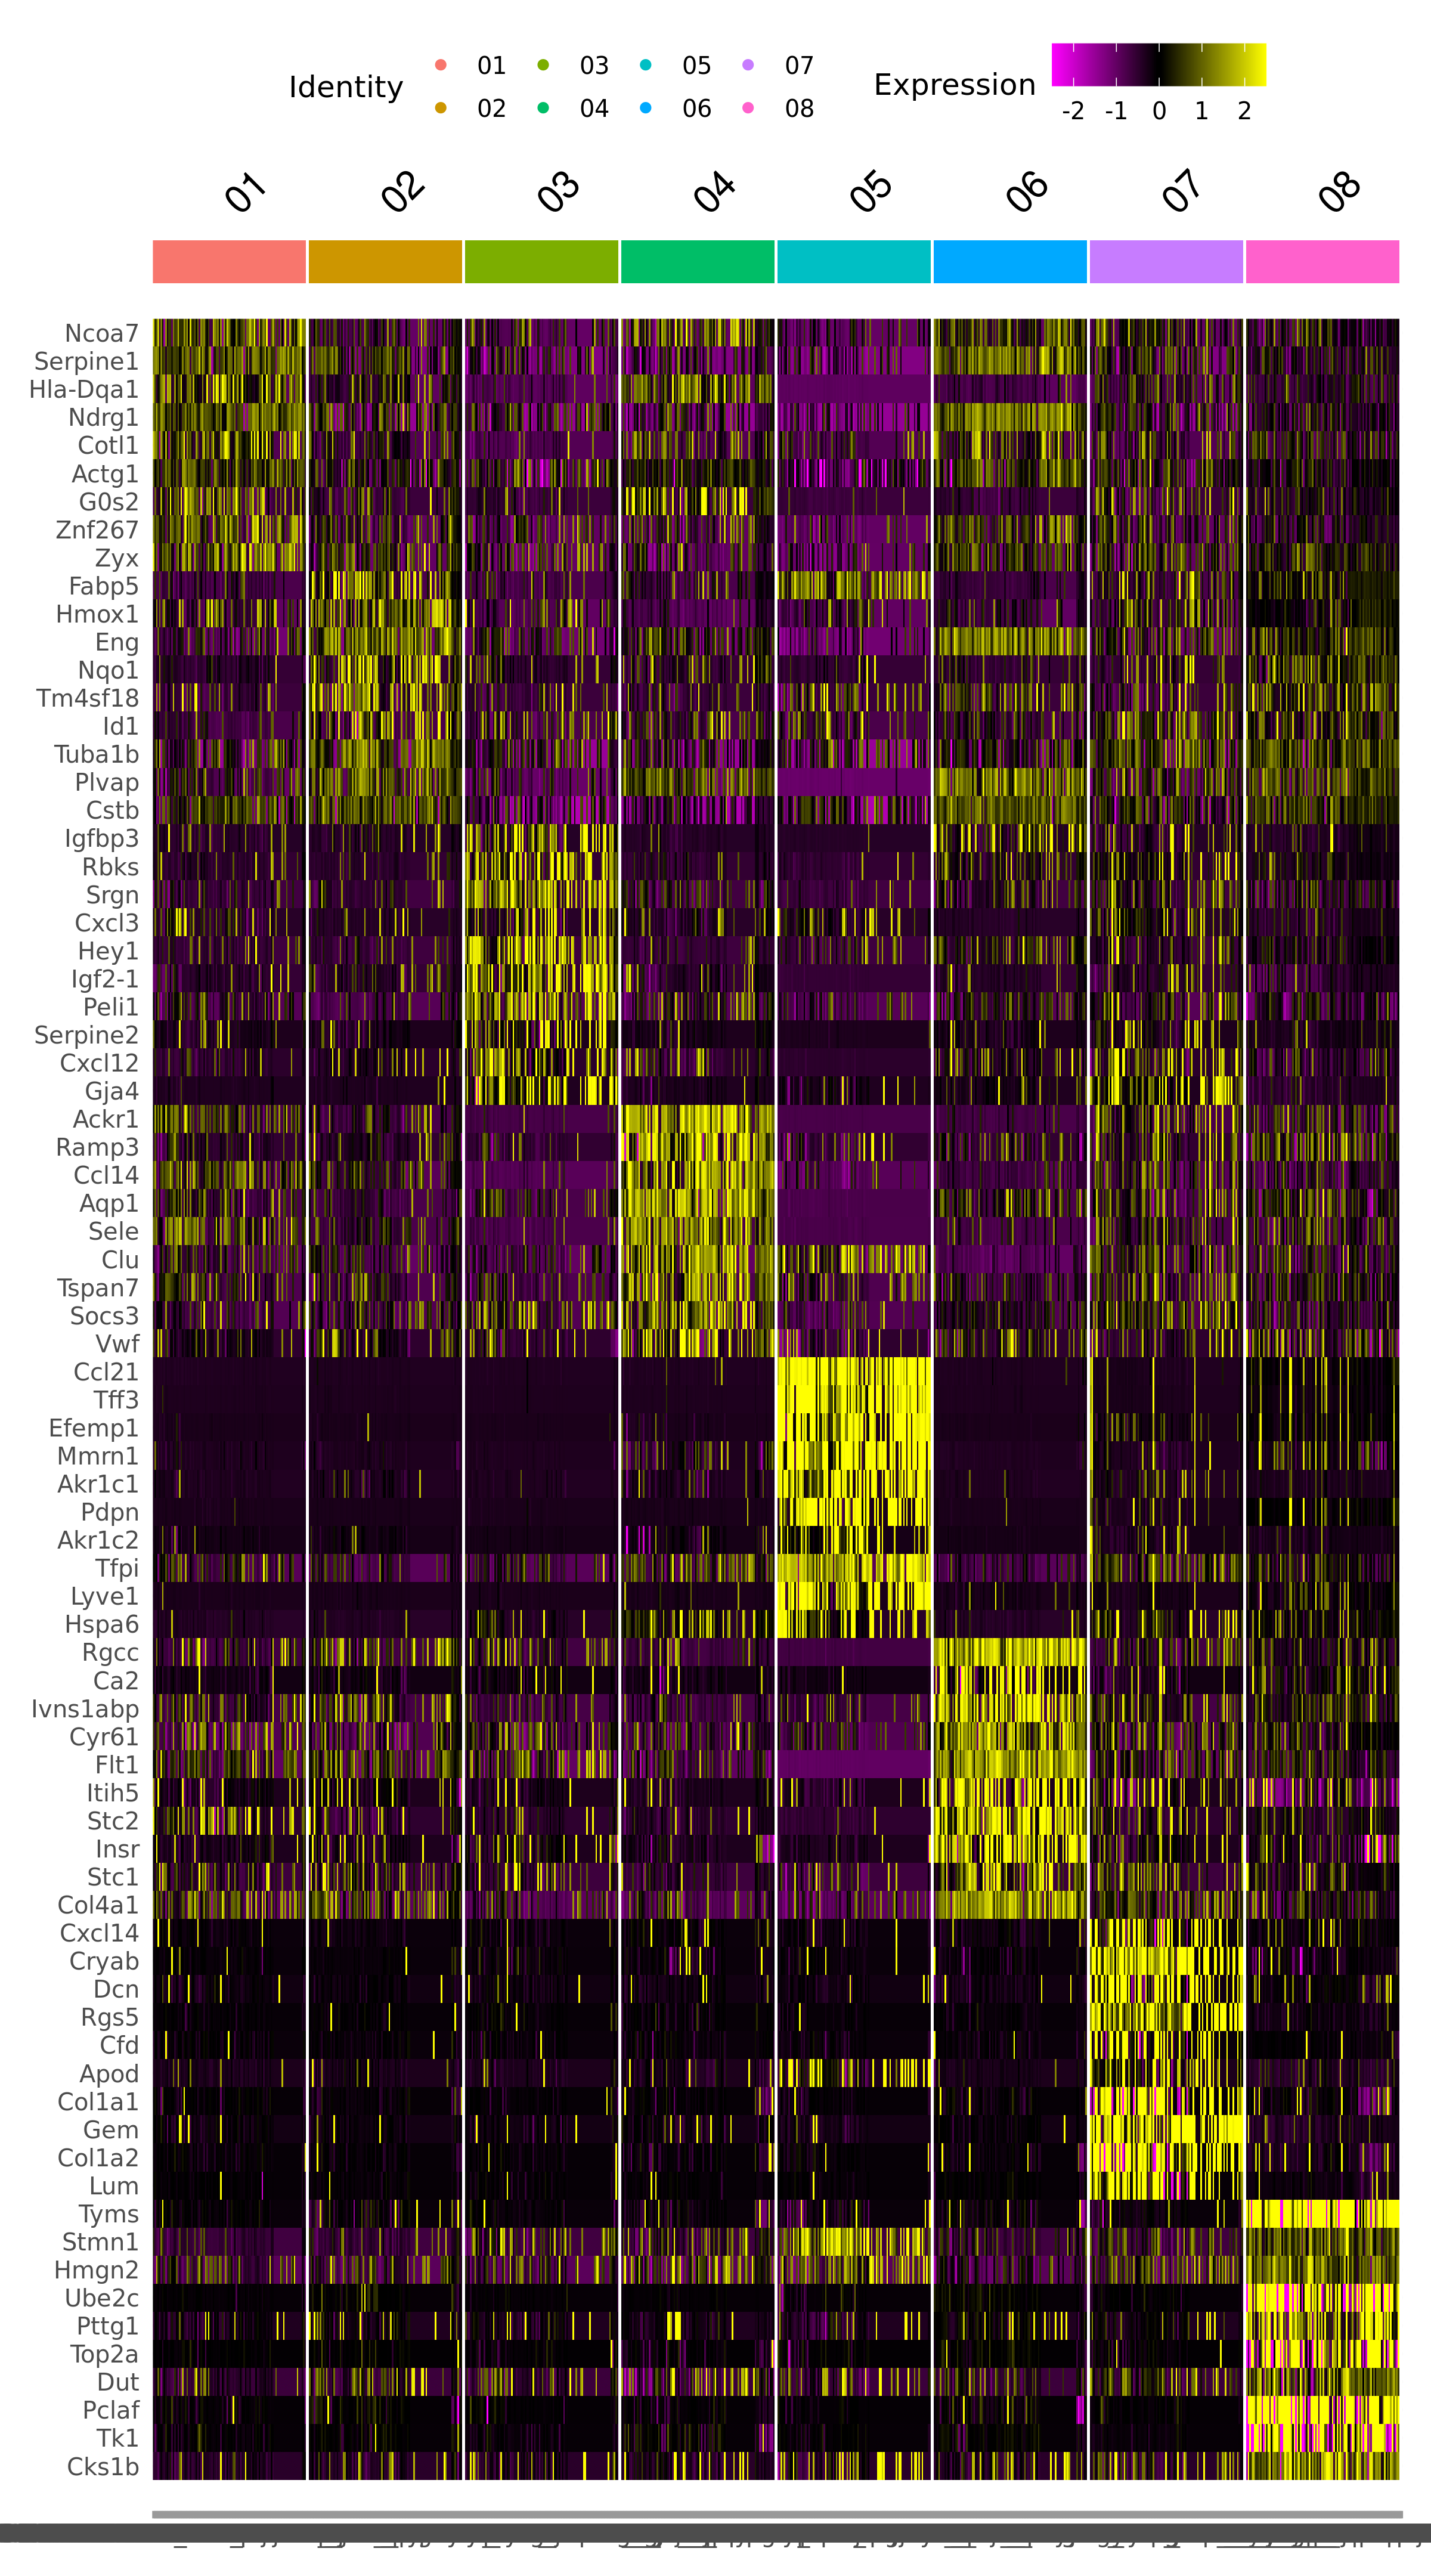 Identity
01 03 05 07
02 04 06 08
Expression
-2 -1 0 1 2
01 02 03 04 05 06 07 08
Ncoa7
Serpine1
Hla-Dqa1
Ndrg1
Cotl1
Actg1
G0s2
Znf267
Zyx
Fabp5
Hmox1
Eng
Nqo1
Tm4sf18
Id1
Tuba1b
Plvap
Cstb
Igfbp3
Rbks
Srgn
Cxcl3
Hey1
Igf2-1
Peli1
Serpine2
Cxcl12
Gja4
Ackr1
Ramp3
Ccl14
Aqp1
Sele
Clu
Tspan7
Socs3
Vwf
Ccl21
Tff3
Efemp1
Mmrn1
Akr1c1
Pdpn
Akr1c2
Tfpi
Lyve1
Hspa6
Rgcc
Ca2
Ivns1abp
Cyr61
Flt1
Itih5
Stc2
Insr
Stc1
Col4a1
Cxcl14
Cryab
Dcn
Rgs5
Cfd
Apod
Col1a1
Gem
Col1a2
Lum
Tyms
Stmn1
Hmgn2
Ube2c
Pttg1
Top2a
Dut
Pclaf
Tk1
Cks1b